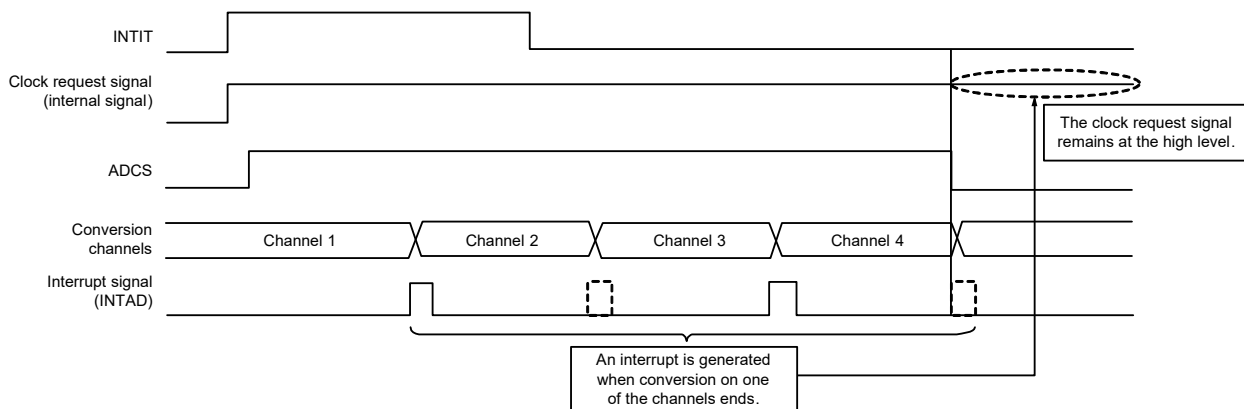 INTIT
Clock request signal
(internal signal)
The clock request signal
remains at the high level.
ADCS
Conversion
channels
Channel 1
Channel 2
Channel 3
Channel 4
Interrupt signal
(INTAD)
An interrupt is generated
when conversion on one
of the channels ends.